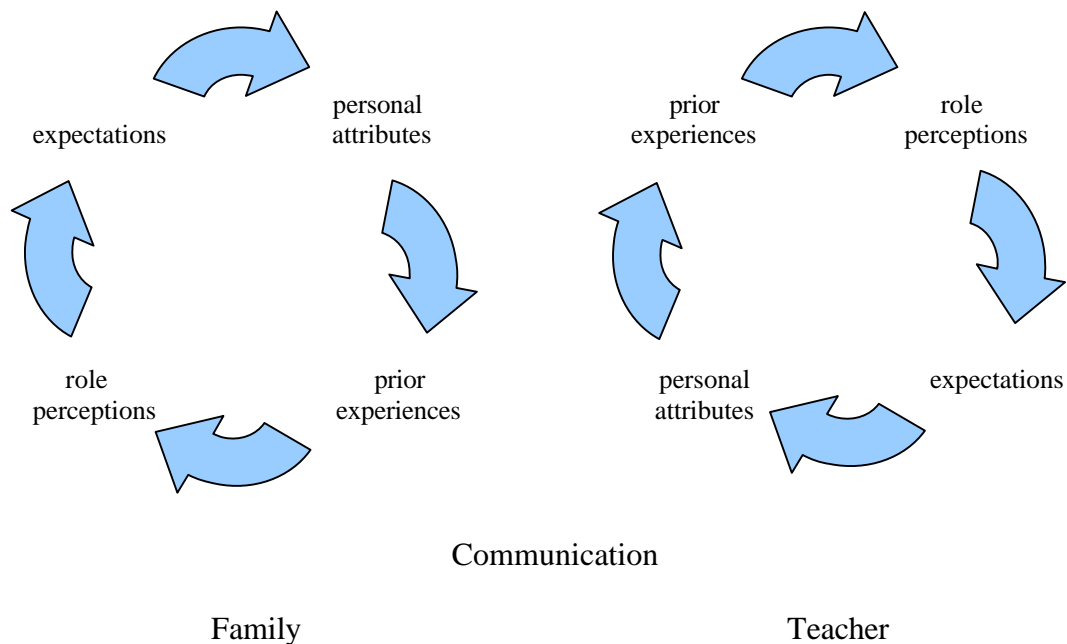 expectations
personal
attributes
prior
experiences
role
perceptions
role
perceptions
prior
experiences
personal
attributes
expectations
Communication
Family
Teacher